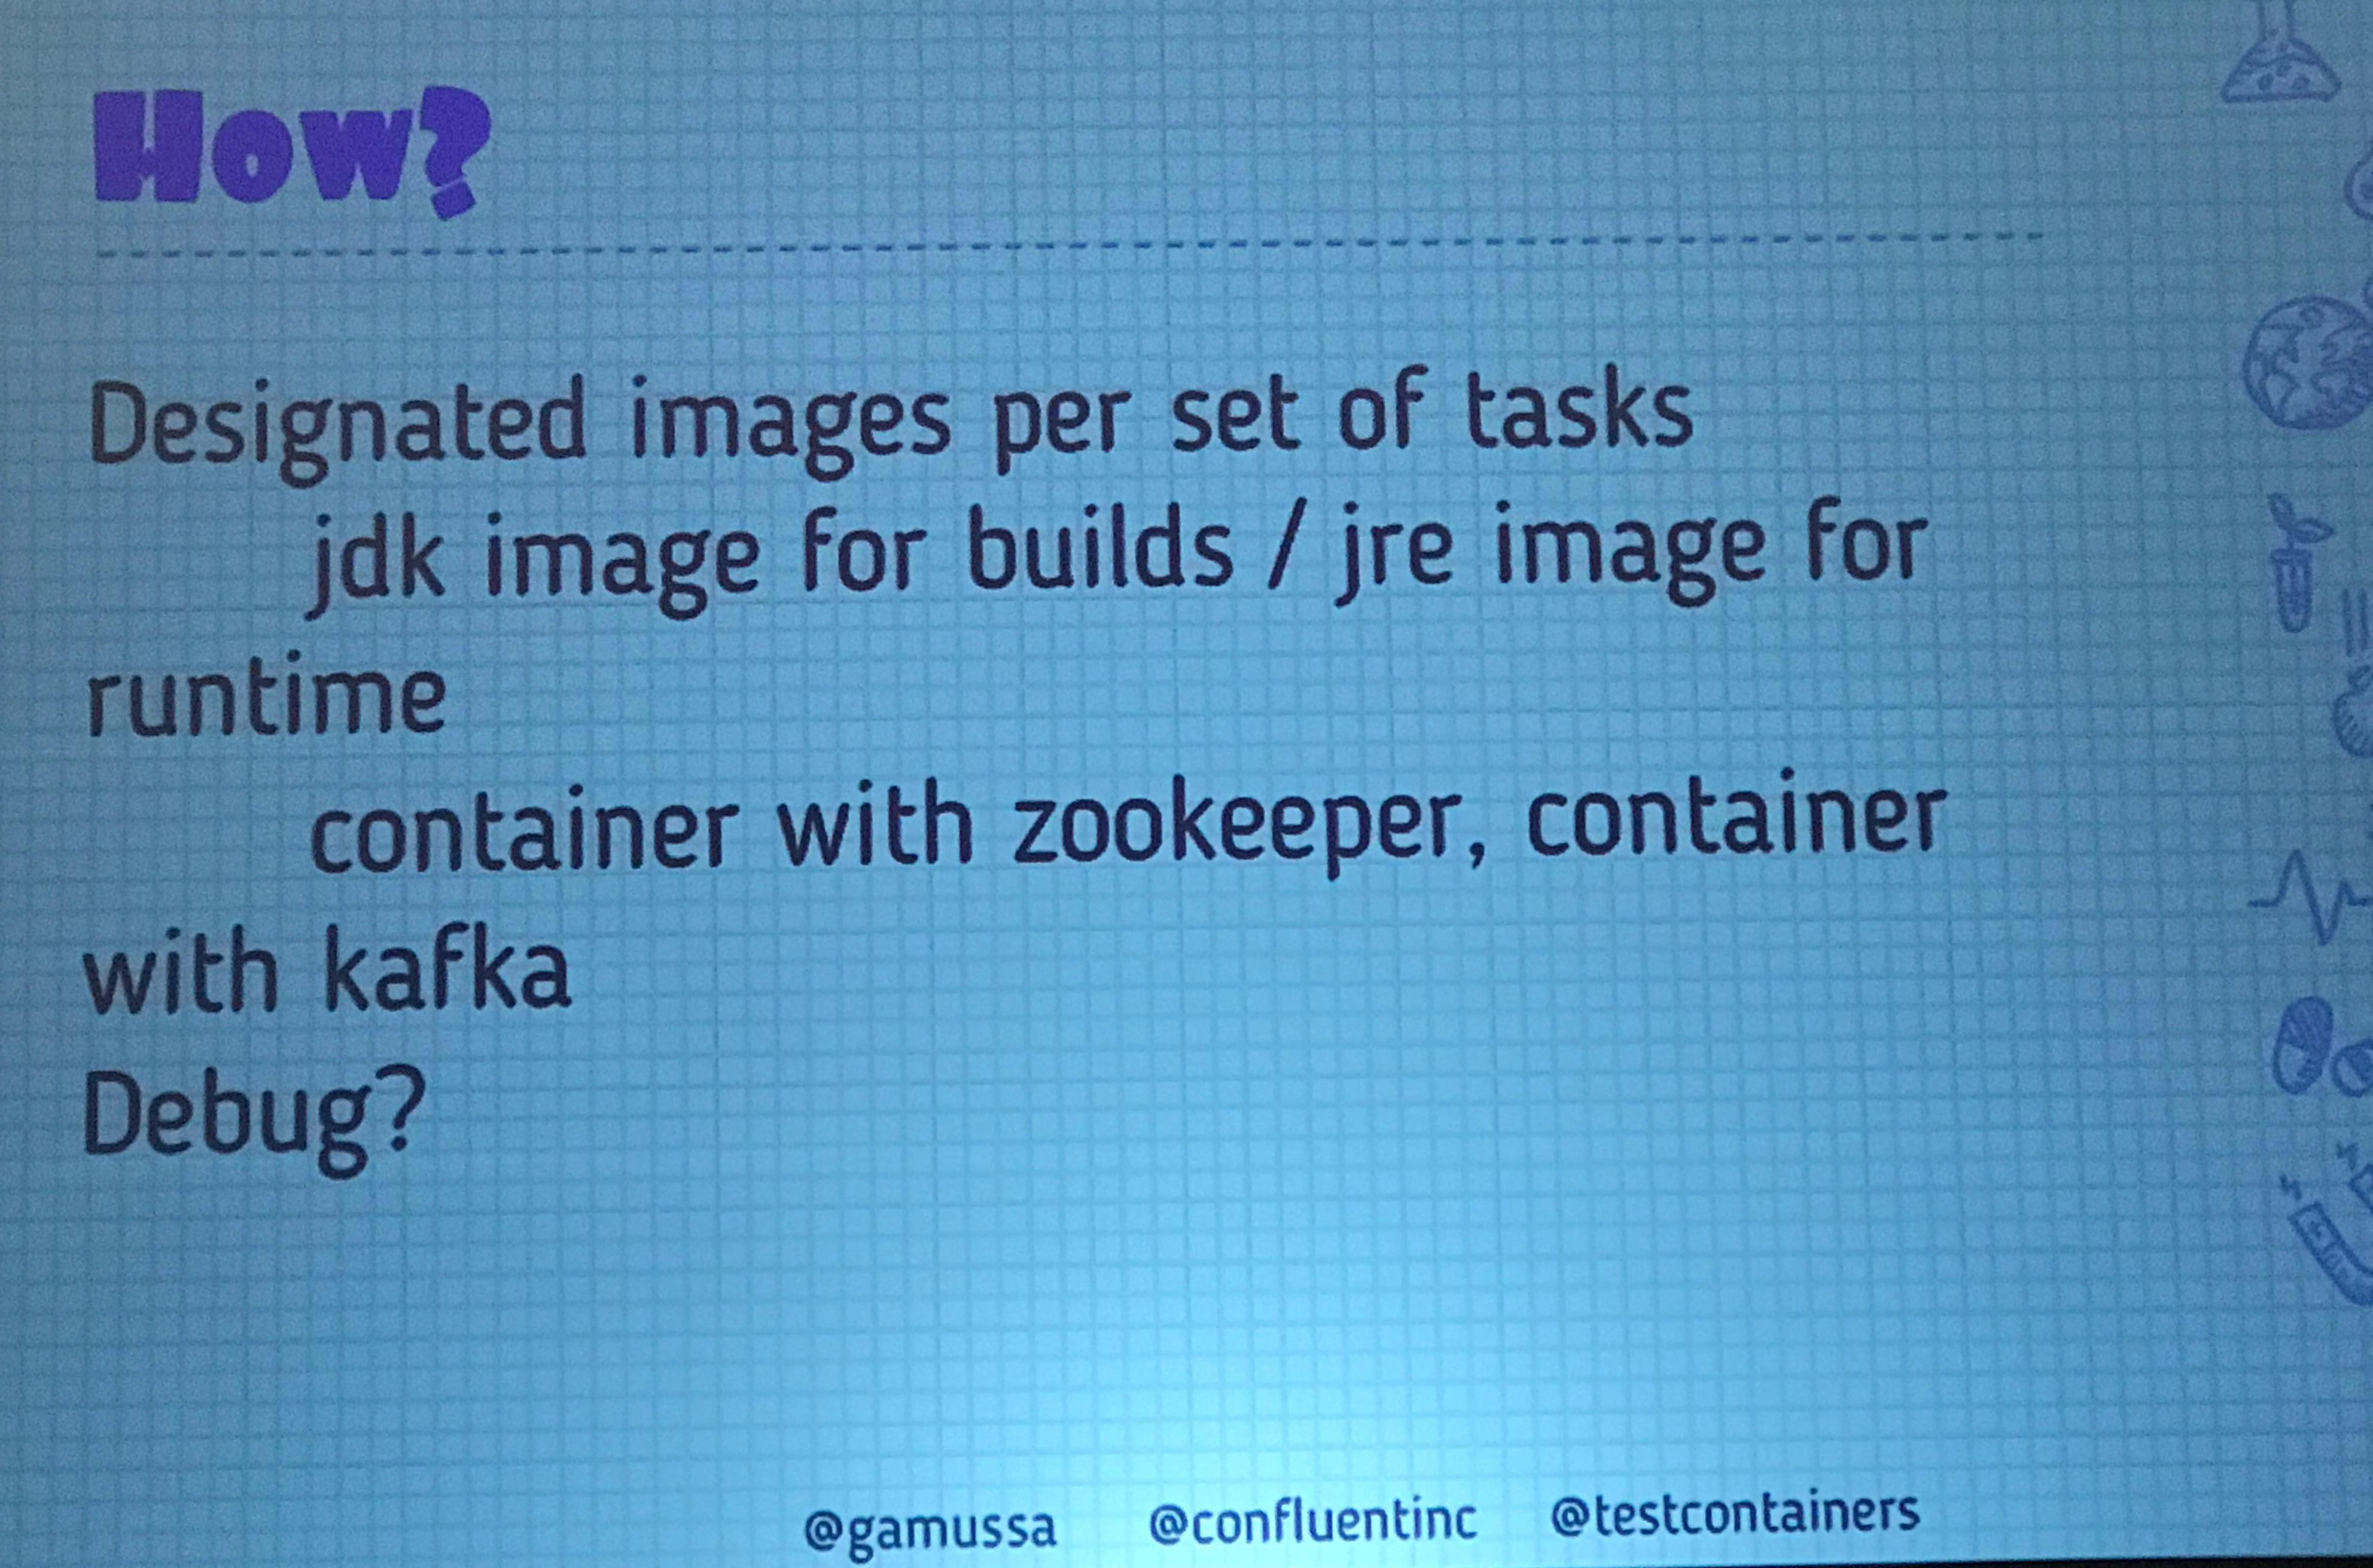 How?
Designated images per set of tasks
jdk image for builds / jre image for
runtime
container with zookeeper, container
with kafka
Debug?
@gamussa @confluentinc @testcontainers